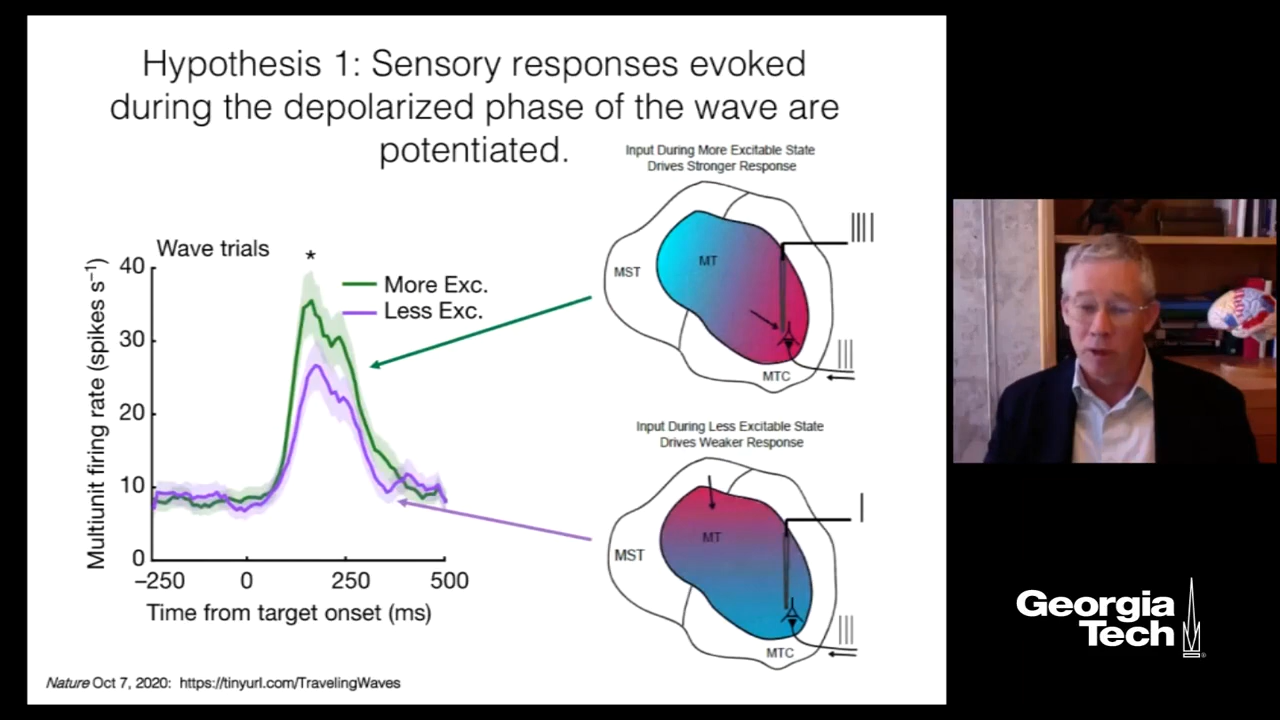 Hypothesis 1: Sensory responses evoked
during the depolarized phase of the wave are
potentiated.
Input During More Excitable State
Drives Stronger Response
MST
MT
MTC
Wave trials
*
More Exc.
Less Exc.
Multiunit firing rate (spikes s⁻¹)
40
30
20
10
0
−250
0
250
500
Time from target onset (ms)
Input During Less Excitable State
Drives Weaker Response
MST
MT
MTC
Nature Oct 7, 2020: https://tinyurl.com/TravelingWaves
Georgia
Tech